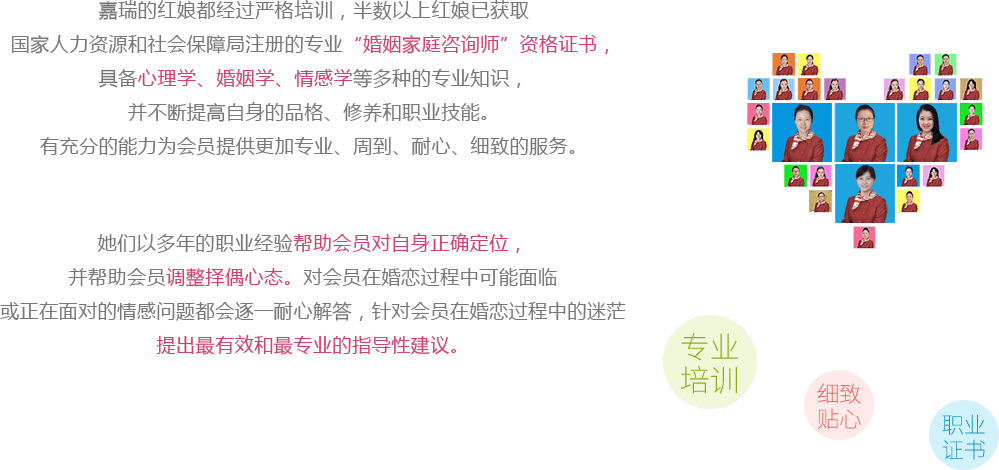 嘉瑞的红娘都经过严格培训，半数以上红娘已获取
国家人力资源和社会保障局注册的专业“婚姻家庭咨询师”资格证书，
具备心理学、婚姻学、情感学等多种的专业知识，
并不断提高自身的品格、修养和职业技能。
有充分的能力为会员提供更加专业、周到、耐心、细致的服务。
她们以多年的职业经验帮助会员对自身正确定位，
并帮助会员调整择偶心态。对会员在婚恋过程中可能面临
或正在面对的情感问题都会逐一耐心解答，针对会员在婚恋过程中的迷茫
提出最有效和最专业的指导性建议。
专业
培训
细致
贴心
职业
证书